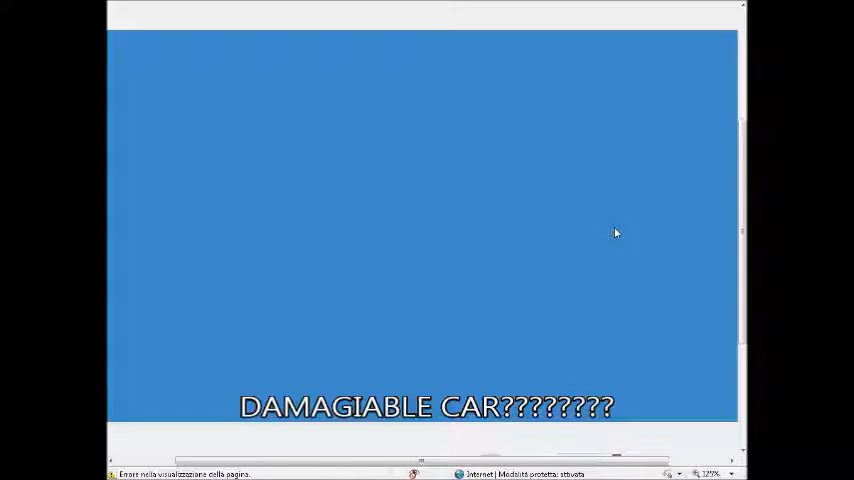 DAMAGIABLE CAR????????
Errore nella visualizzazione della pagina.
Internet | Modalità protetta: attivata
125%